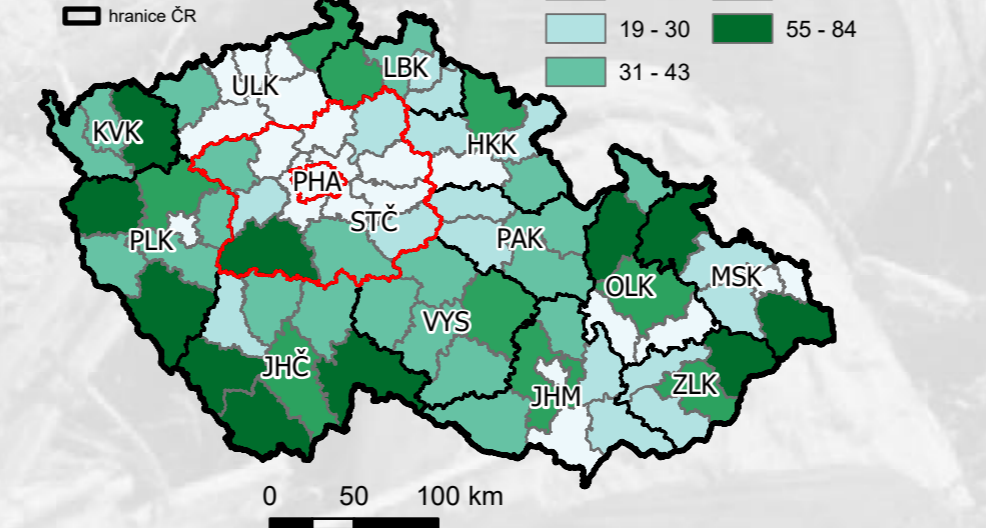 hranice ČR
19 - 30
55 - 84
31 - 43
ULK
LBK
KVK
HKK
PHA
STČ
PLK
PAK
OLK
MSK
VYS
JHČ
ZLK
JHM
0 50 100 km